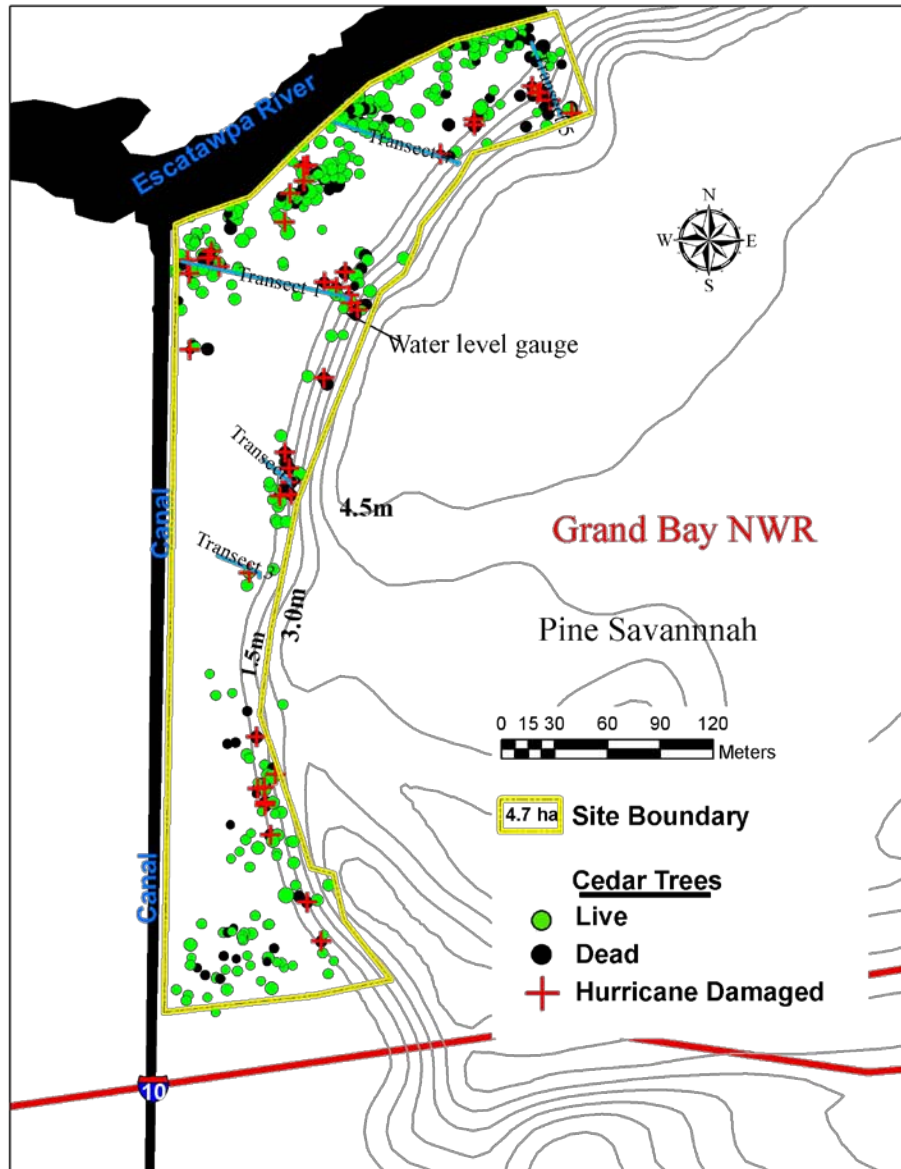 Escatawpa River
Transect
Transect
N
W E
S
Transect 1
Water level gauge
Transect
4.5m
Canal
Grand Bay NWR
Transect 3
3.0m
Pine Savannnah
1.5m
0 15 30 60 90 120
Meters
4.7 ha Site Boundary
Cedar Trees
Canal
Live
Dead
Hurricane Damaged
10